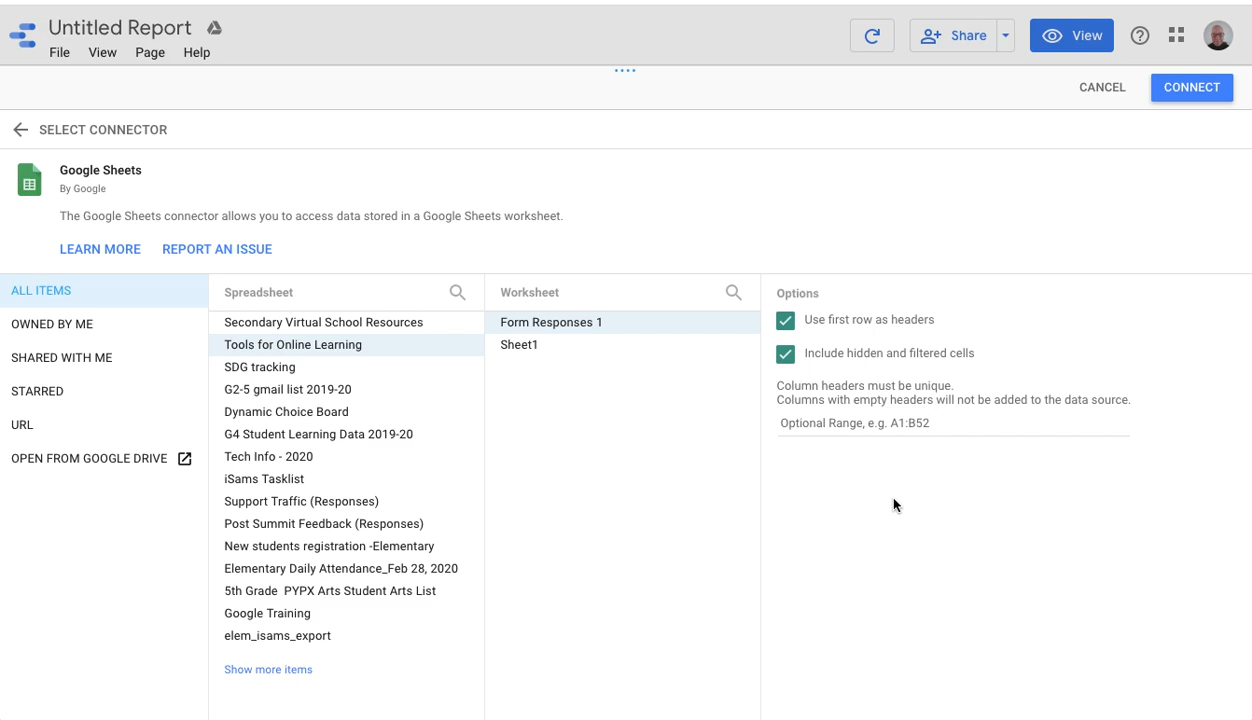 Untitled Report
File View Page Help
Share
View
CANCEL
CONNECT
SELECT CONNECTOR
Google Sheets
By Google
The Google Sheets connector allows you to access data stored in a Google Sheets worksheet.
LEARN MORE
REPORT AN ISSUE
ALL ITEMS
OWNED BY ME
SHARED WITH ME
STARRED
URL
OPEN FROM GOOGLE DRIVE
Spreadsheet
Secondary Virtual School Resources
Tools for Online Learning
SDG tracking
G2-5 gmail list 2019-20
Dynamic Choice Board
G4 Student Learning Data 2019-20
Tech Info - 2020
iSams Tasklist
Support Traffic (Responses)
Post Summit Feedback (Responses)
New students registration -Elementary
Elementary Daily Attendance_Feb 28, 2020
5th Grade  PYPX Arts Student Arts List
Google Training
elem_isams_export
Show more items
Worksheet
Form Responses 1
Sheet1
Options
Use first row as headers
Include hidden and filtered cells
Column headers must be unique.
Columns with empty headers will not be added to the data source.
Optional Range, e.g. A1:B52